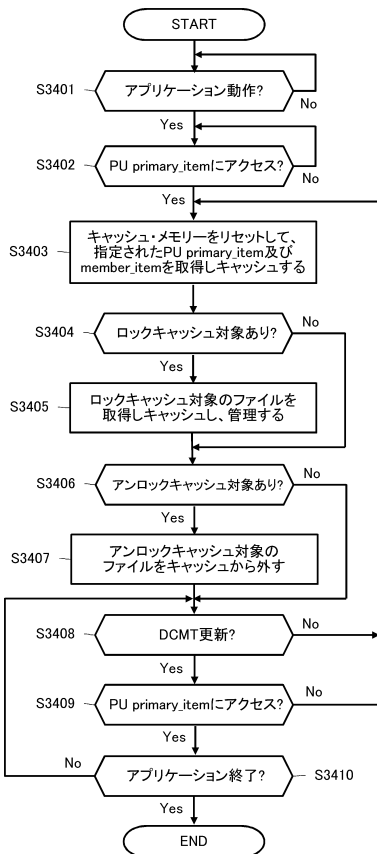 START
S3401
アプリケーション動作?
No
Yes
S3402
PU primary_itemにアクセス?
No
Yes
S3403
キャッシュ・メモリーをリセットして、
指定されたPU primary_item及び
member_itemを取得しキャッシュする
S3404
ロックキャッシュ対象あり?
No
Yes
S3405
ロックキャッシュ対象のファイルを
取得しキャッシュし、管理する
S3406
アンロックキャッシュ対象あり?
No
Yes
S3407
アンロックキャッシュ対象の
ファイルをキャッシュから外す
S3408
DCMT更新?
No
Yes
S3409
PU primary_itemにアクセス?
No
Yes
No
アプリケーション終了?
S3410
Yes
END